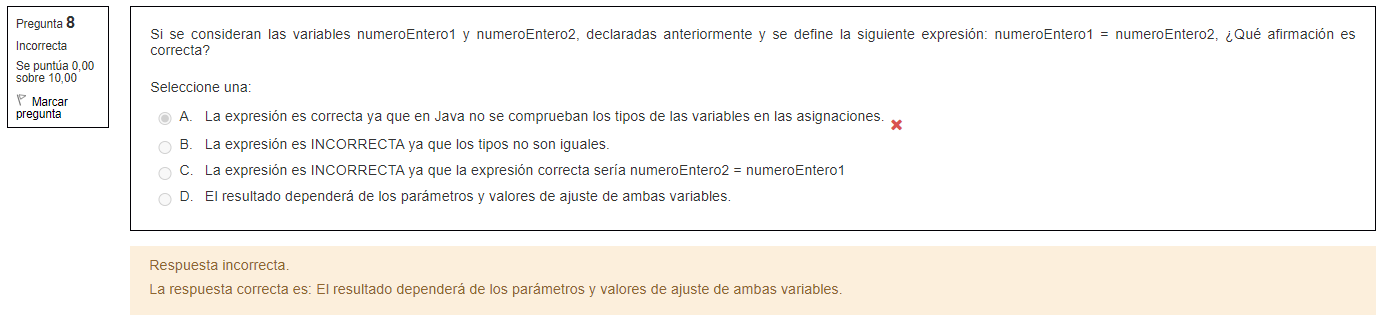 Pregunta 8
Incorrecta
Se puntúa 0,00
sobre 10,00
Marcar
pregunta
Si se consideran las variables numeroEntero1 y numeroEntero2, declaradas anteriormente y se define la siguiente expresión: numeroEntero1 = numeroEntero2, ¿Qué afirmación es
correcta?
Seleccione una:
A. La expresión es correcta ya que en Java no se comprueban los tipos de las variables en las asignaciones.
B. La expresión es INCORRECTA ya que los tipos no son iguales.
C. La expresión es INCORRECTA ya que la expresión correcta sería numeroEntero2 = numeroEntero1
D. El resultado dependerá de los parámetros y valores de ajuste de ambas variables.
Respuesta incorrecta.
La respuesta correcta es: El resultado dependerá de los parámetros y valores de ajuste de ambas variables.